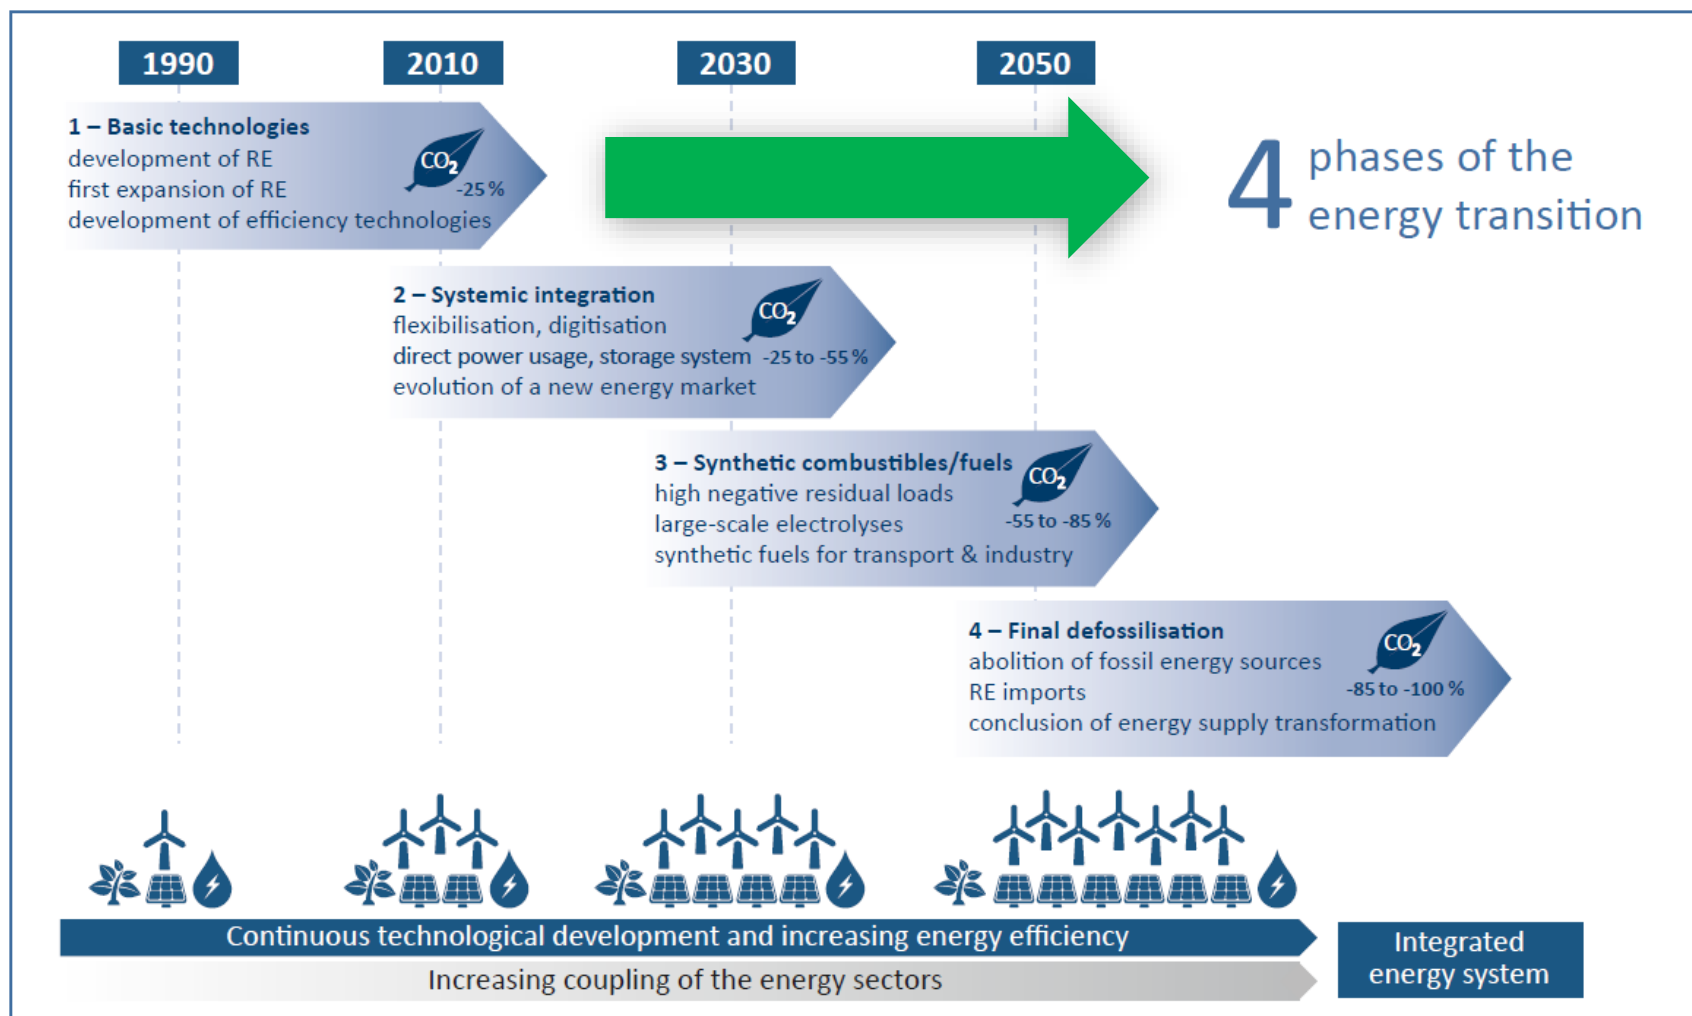 1990
2010
2030
2050
1 – Basic technologies
development of RE
first expansion of RE
development of efficiency technologies
CO₂
-25 %
4 phases of the
energy transition
2 – Systemic integration
flexibilisation, digitisation
direct power usage, storage system
evolution of a new energy market
CO₂
-25 to -55 %
3 – Synthetic combustibles/fuels
high negative residual loads
large-scale electrolyses
synthetic fuels for transport & industry
CO₂
-55 to -85 %
4 – Final defossilisation
abolition of fossil energy sources
RE imports
conclusion of energy supply transformation
CO₂
-85 to -100 %
Continuous technological development and increasing energy efficiency
Increasing coupling of the energy sectors
Integrated
energy system